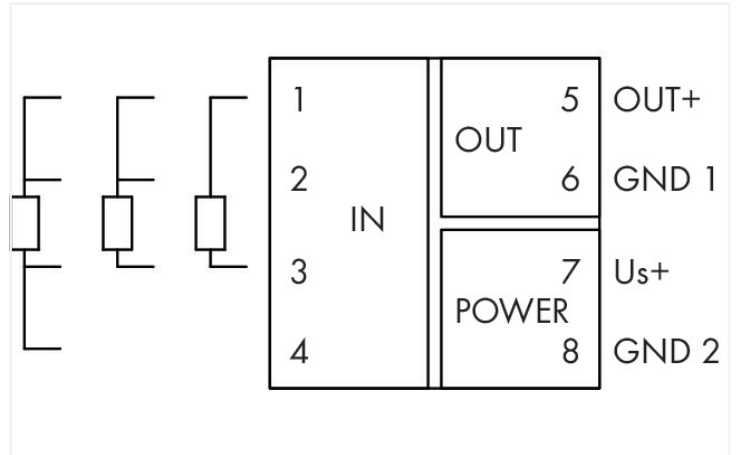 1
5 OUT+
OUT
2
6 GND 1
IN
3
7 Us+
POWER
4
8 GND 2